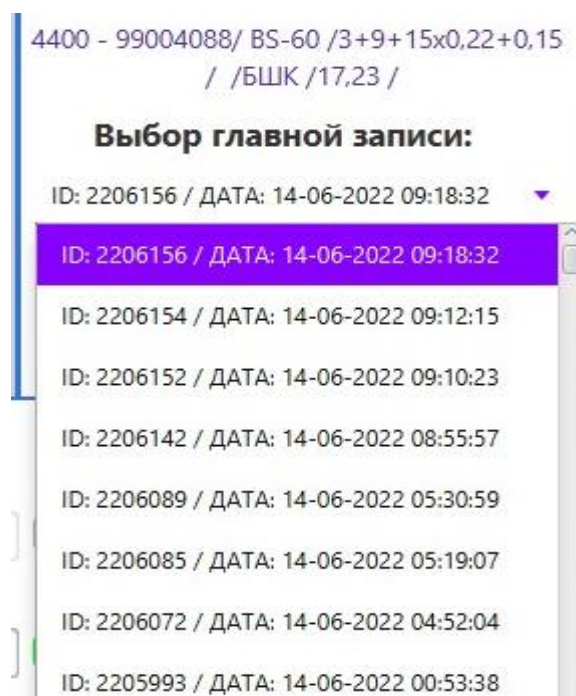 4400 - 99004088/ BS-60 /3+9+15x0,22+0,15
/ /БШК /17,23 /
Выбор главной записи:
ID: 2206156 / ДАТА: 14-06-2022 09:18:32
ID: 2206156 / ДАТА: 14-06-2022 09:18:32
ID: 2206154 / ДАТА: 14-06-2022 09:12:15
ID: 2206152 / ДАТА: 14-06-2022 09:10:23
ID: 2206142 / ДАТА: 14-06-2022 08:55:57
ID: 2206089 / ДАТА: 14-06-2022 05:30:59
ID: 2206085 / ДАТА: 14-06-2022 05:19:07
ID: 2206072 / ДАТА: 14-06-2022 04:52:04
ID: 2205993 / ДАТА: 14-06-2022 00:53:38